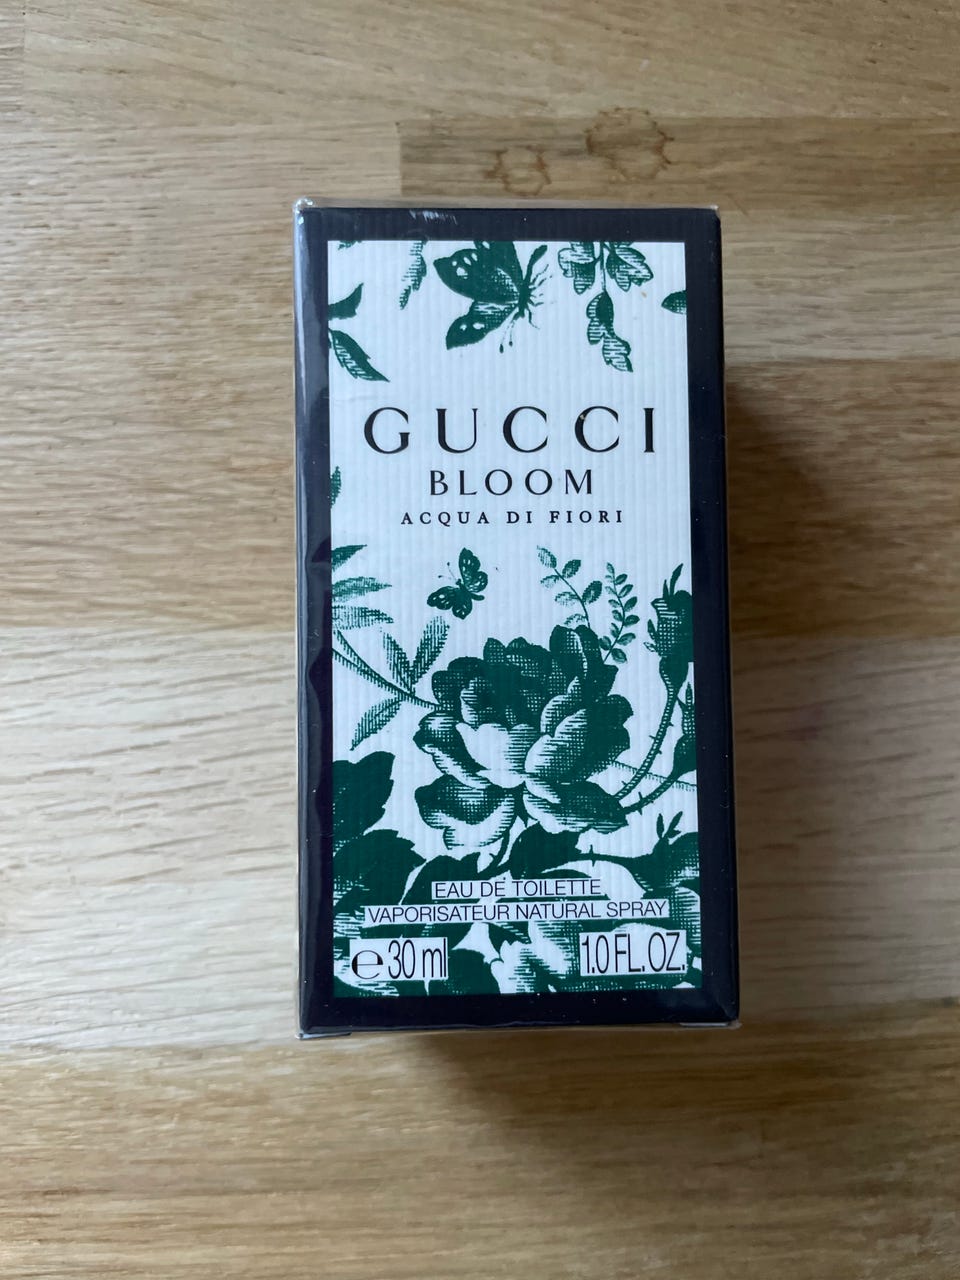 GUCCI
BLOOM
ACQUA DI FIORI
EAU DE TOILETTE
VAPORISATEUR NATURAL SPRAY
℮ 30 ml 1.0 FL. OZ.